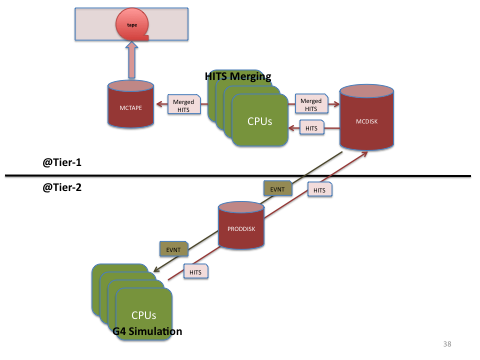 tape
HITS Merging
MCTAPE
Merged
HITS
CPUs
Merged
HITS
HITS
MCDISK
@Tier-1
@Tier-2
EVNT
HITS
PRODDISK
EVNT
HITS
CPUs
G4 Simulation
38